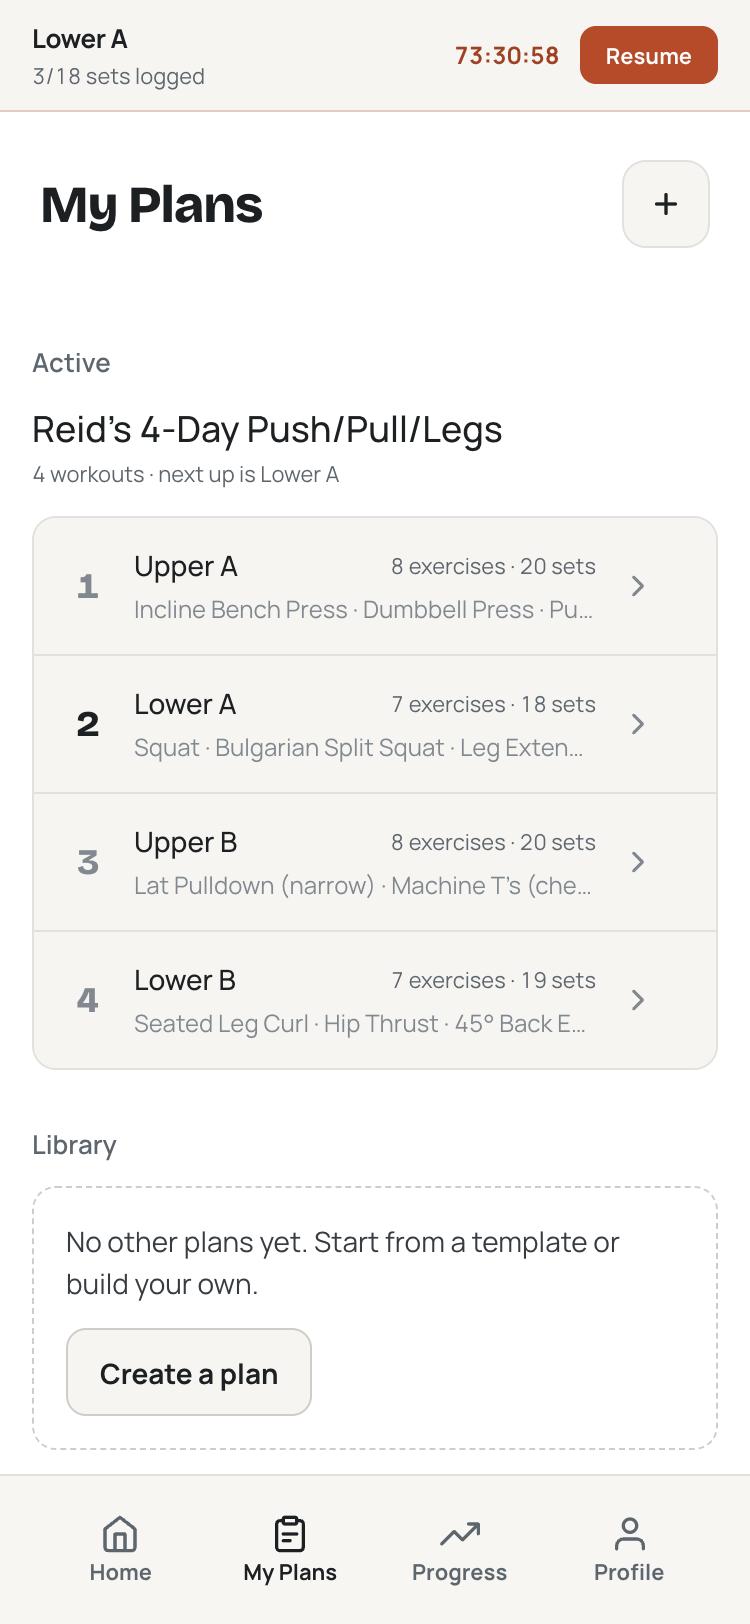 Lower A
3/18 sets logged
73:30:58
Resume
My Plans
+
Active
Reid's 4-Day Push/Pull/Legs
4 workouts · next up is Lower A
1
Upper A
8 exercises · 20 sets
Incline Bench Press · Dumbbell Press · Pu...
2
Lower A
7 exercises · 18 sets
Squat · Bulgarian Split Squat · Leg Exten...
3
Upper B
8 exercises · 20 sets
Lat Pulldown (narrow) · Machine T's (che...
4
Lower B
7 exercises · 19 sets
Seated Leg Curl · Hip Thrust · 45° Back E...
Library
No other plans yet. Start from a template or
build your own.
Create a plan
Home
My Plans
Progress
Profile